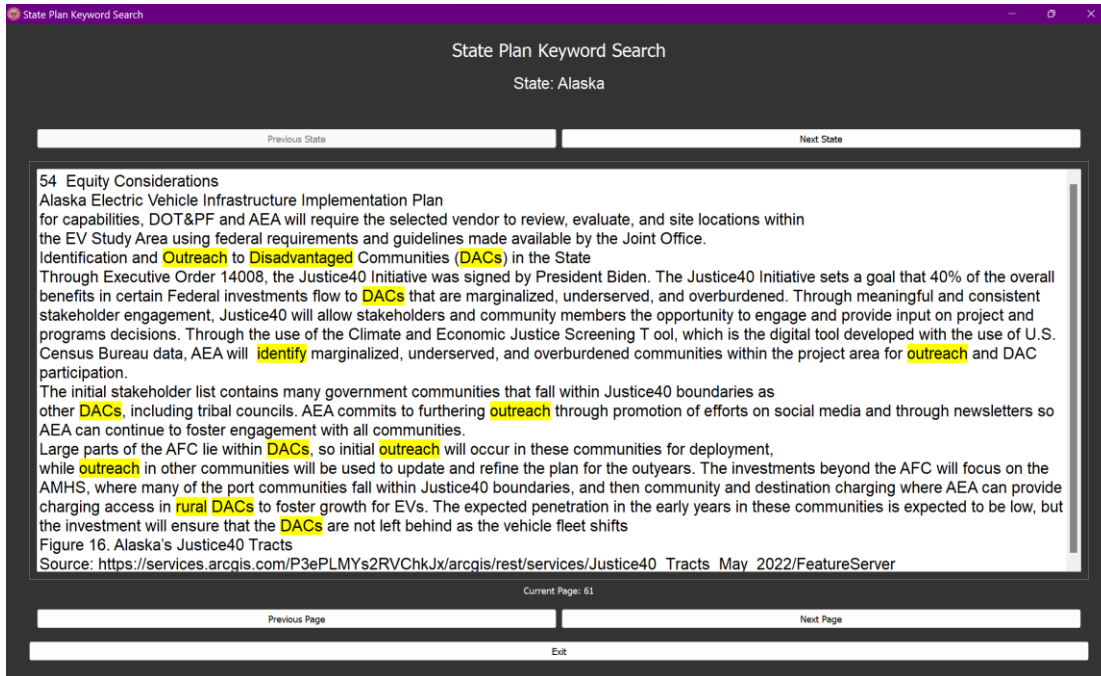 State Plan Keyword Search
State Plan Keyword Search
State: Alaska
Previous State
Next State
54 Equity Considerations
Alaska Electric Vehicle Infrastructure Implementation Plan
for capabilities, DOT&PF and AEA will require the selected vendor to review, evaluate, and site locations within
the EV Study Area using federal requirements and guidelines made available by the Joint Office.
Identification and Outreach to Disadvantaged Communities (DACs) in the State
Through Executive Order 14008, the Justice40 Initiative was signed by President Biden. The Justice40 Initiative sets a goal that 40% of the overall
benefits in certain Federal investments flow to DACs that are marginalized, underserved, and overburdened. Through meaningful and consistent
stakeholder engagement, Justice40 will allow stakeholders and community members the opportunity to engage and provide input on project and
programs decisions. Through the use of the Climate and Economic Justice Screening T ool, which is the digital tool developed with the use of U.S.
Census Bureau data, AEA will identify marginalized, underserved, and overburdened communities within the project area for outreach and DAC
participation.
The initial stakeholder list contains many government communities that fall within Justice40 boundaries as
other DACs, including tribal councils. AEA commits to furthering outreach through promotion of efforts on social media and through newsletters so
AEA can continue to foster engagement with all communities.
Large parts of the AFC lie within DACs, so initial outreach will occur in these communities for deployment,
while outreach in other communities will be used to update and refine the plan for the outyears. The investments beyond the AFC will focus on the
AMHS, where many of the port communities fall within Justice40 boundaries, and then community and destination charging where AEA can provide
charging access in rural DACs to foster growth for EVs. The expected penetration in the early years in these communities is expected to be low, but
the investment will ensure that the DACs are not left behind as the vehicle fleet shifts
Figure 16. Alaska's Justice40 Tracts
Source: https://services.arcgis.com/P3ePLMYs2RVChkJx/arcgis/rest/services/Justice40_Tracts_May_2022/FeatureServer
Current Page: 61
Previous Page
Next Page
Exit